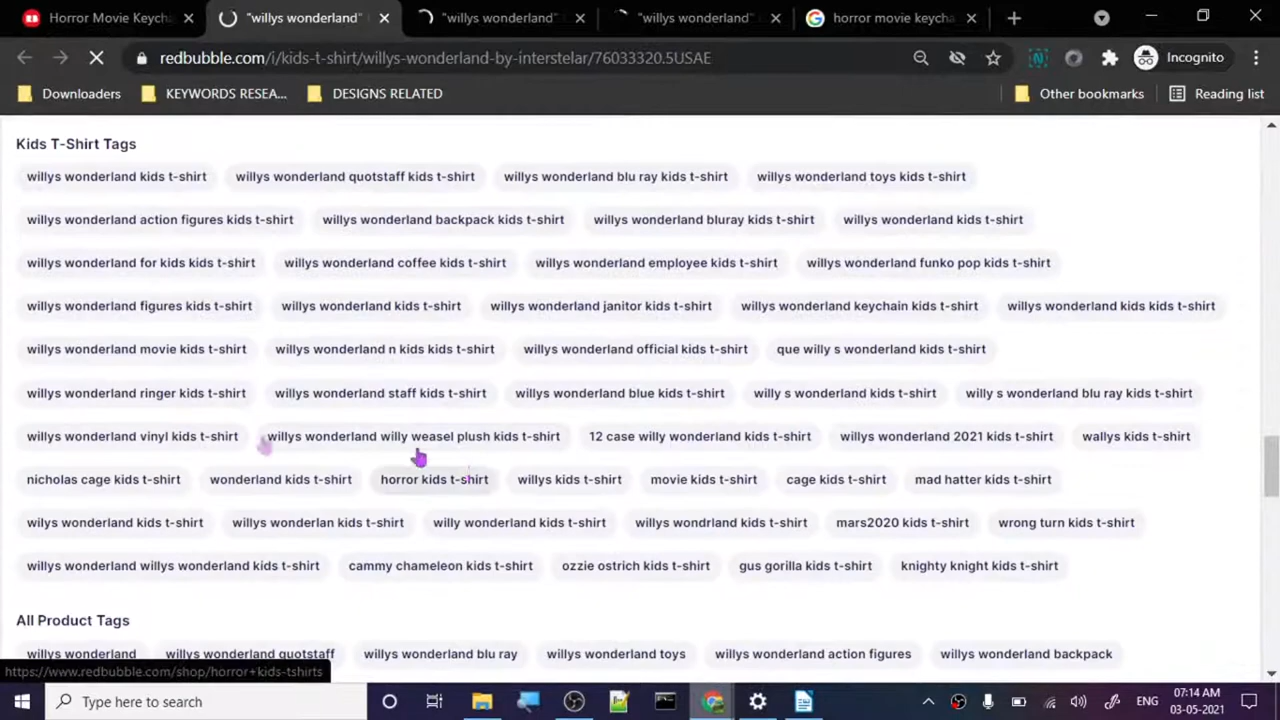 Horror Movie Keych
"willys wonderland"
"willys wonderland"
"willys wonderland"
horror movie keycha
redbubble.com/i/kids-t-shirt/willys-wonderland-by-interstelar/76033320.5USAE
Incognito
Downloaders
KEYWORDS RESEA...
DESIGNS RELATED
Other bookmarks
Reading list
Kids T-Shirt Tags
willys wonderland kids t-shirt willys wonderland quotstaff kids t-shirt willys wonderland blu ray kids t-shirt willys wonderland toys kids t-shirt
willys wonderland action figures kids t-shirt willys wonderland backpack kids t-shirt willys wonderland bluray kids t-shirt willys wonderland kids t-shirt
willys wonderland for kids kids t-shirt willys wonderland coffee kids t-shirt willys wonderland employee kids t-shirt willys wonderland funko pop kids t-shirt
willys wonderland figures kids t-shirt willys wonderland kids t-shirt willys wonderland janitor kids t-shirt willys wonderland keychain kids t-shirt willys wonderland kids kids t-shirt
willys wonderland movie kids t-shirt willys wonderland n kids kids t-shirt willys wonderland official kids t-shirt que willy s wonderland kids t-shirt
willys wonderland ringer kids t-shirt willys wonderland staff kids t-shirt willys wonderland blue kids t-shirt willy s wonderland kids t-shirt willy s wonderland blu ray kids t-shirt
willys wonderland vinyl kids t-shirt willys wonderland willy weasel plush kids t-shirt 12 case willy wonderland kids t-shirt willys wonderland 2021 kids t-shirt wallys kids t-shirt
nicholas cage kids t-shirt wonderland kids t-shirt horror kids t-shirt willys kids t-shirt movie kids t-shirt cage kids t-shirt mad hatter kids t-shirt
wilys wonderland kids t-shirt willys wonderlan kids t-shirt willy wonderland kids t-shirt willys wondrland kids t-shirt mars2020 kids t-shirt wrong turn kids t-shirt
willys wonderland willys wonderland kids t-shirt cammy chameleon kids t-shirt ozzie ostrich kids t-shirt gus gorilla kids t-shirt knighty knight kids t-shirt
All Product Tags
willys wonderland willys wonderland quotstaff willys wonderland blu ray willys wonderland toys willys wonderland action figures willys wonderland backpack
https://www.redbubble.com/shop/horror+kids-tshirts
Type here to search
ENG
07:14 AM
03-05-2021